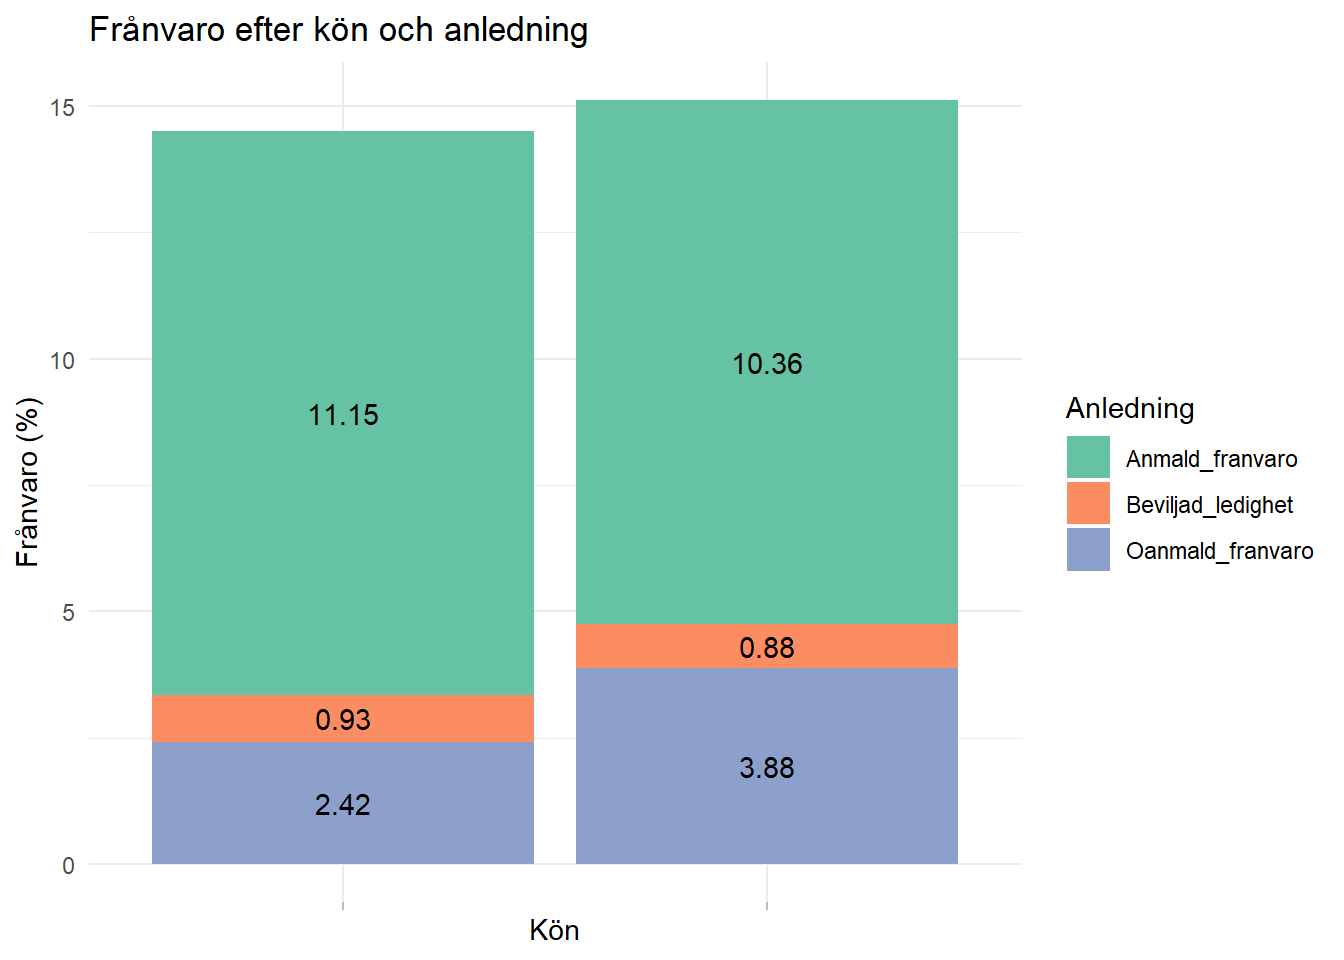 Frånvaro efter kön och anledning
Frånvaro (%)
15
10
5
0
11.15
0.93
2.42
10.36
0.88
3.88
Kön
Anledning
Anmald_franvaro
Beviljad_ledighet
Oanmald_franvaro